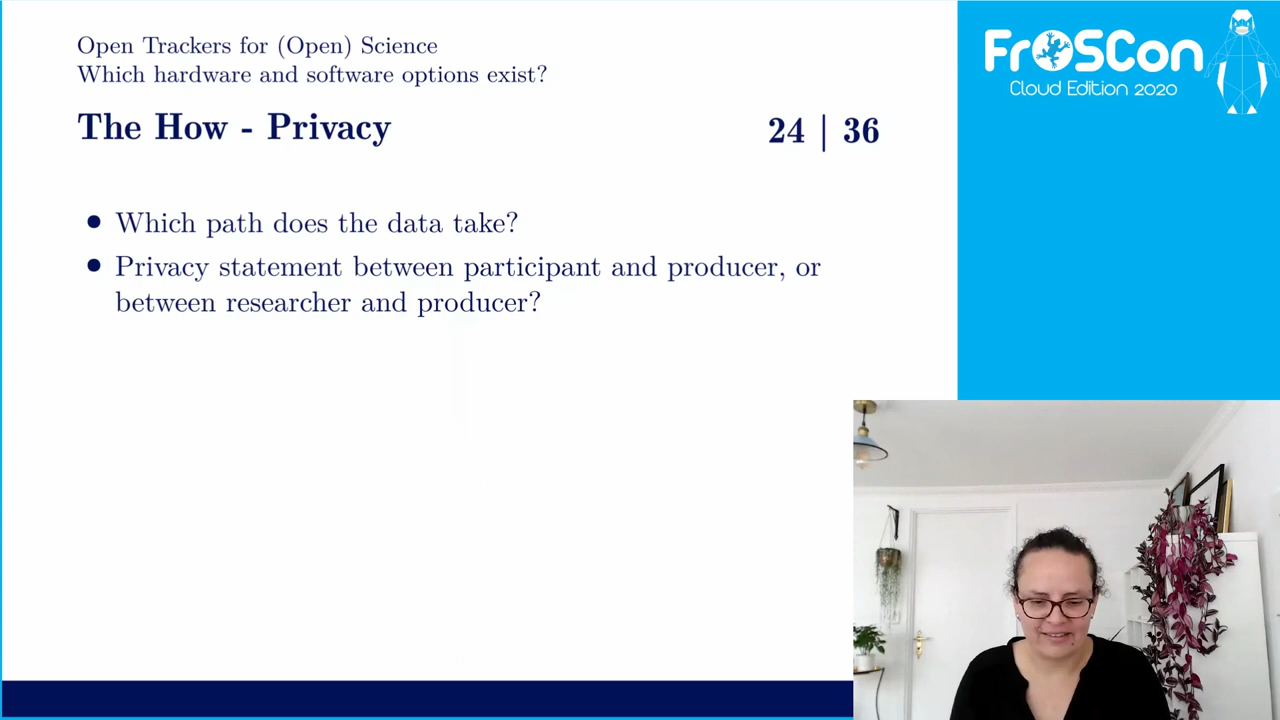 Open Trackers for (Open) Science
Which hardware and software options exist?
The How - Privacy
24 | 36
• Which path does the data take?
• Privacy statement between participant and producer, or
between researcher and producer?
FrOSCon
Cloud Edition 2020